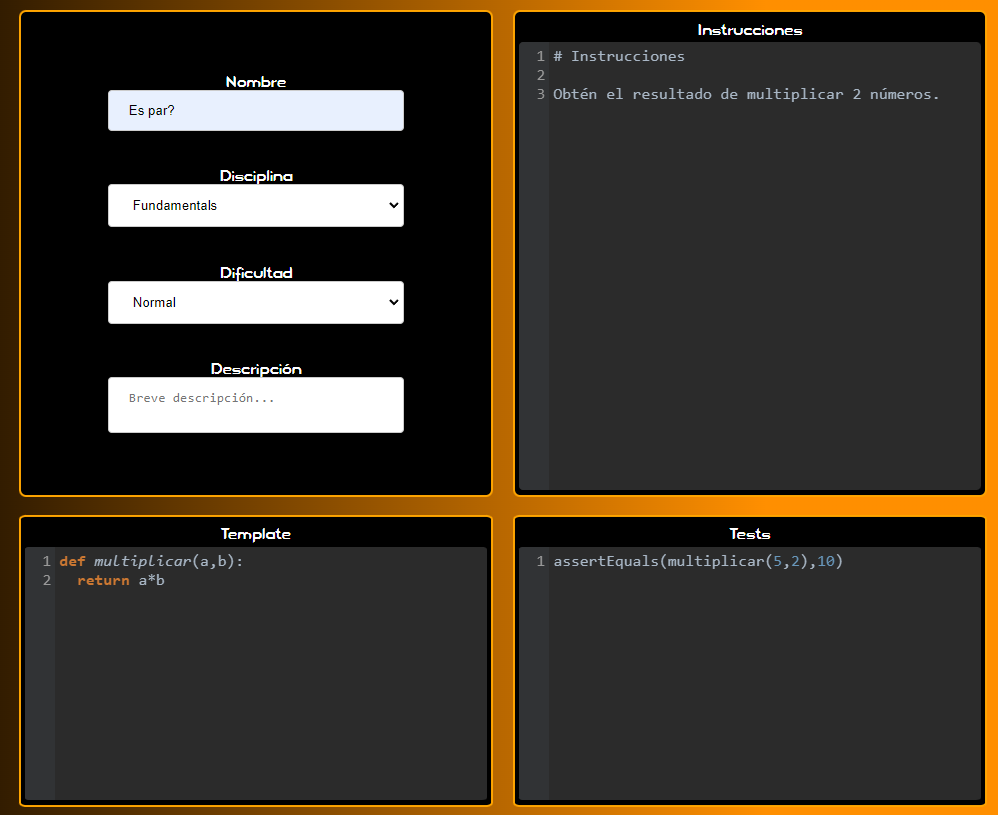 Nombre
Es par?
Disciplina
Fundamentals
Dificultad
Normal
Descripción
Breve descripción...
Instrucciones
1 # Instrucciones
2
3 Obtén el resultado de multiplicar 2 números.
Template
1 def multiplicar(a,b):
2   return a*b
Tests
1 assertEquals(multiplicar(5,2),10)